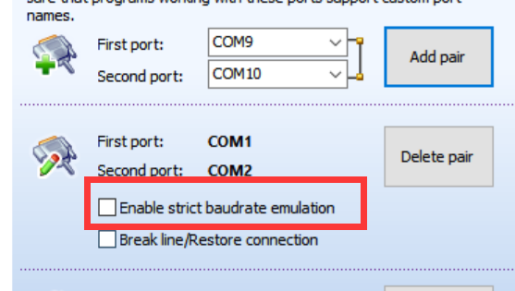 sure that programs working with these ports support custom port
names.
First port: COM9
Second port: COM10
Add pair
First port: COM1
Second port: COM2
Delete pair
Enable strict baudrate emulation
Break line/Restore connection